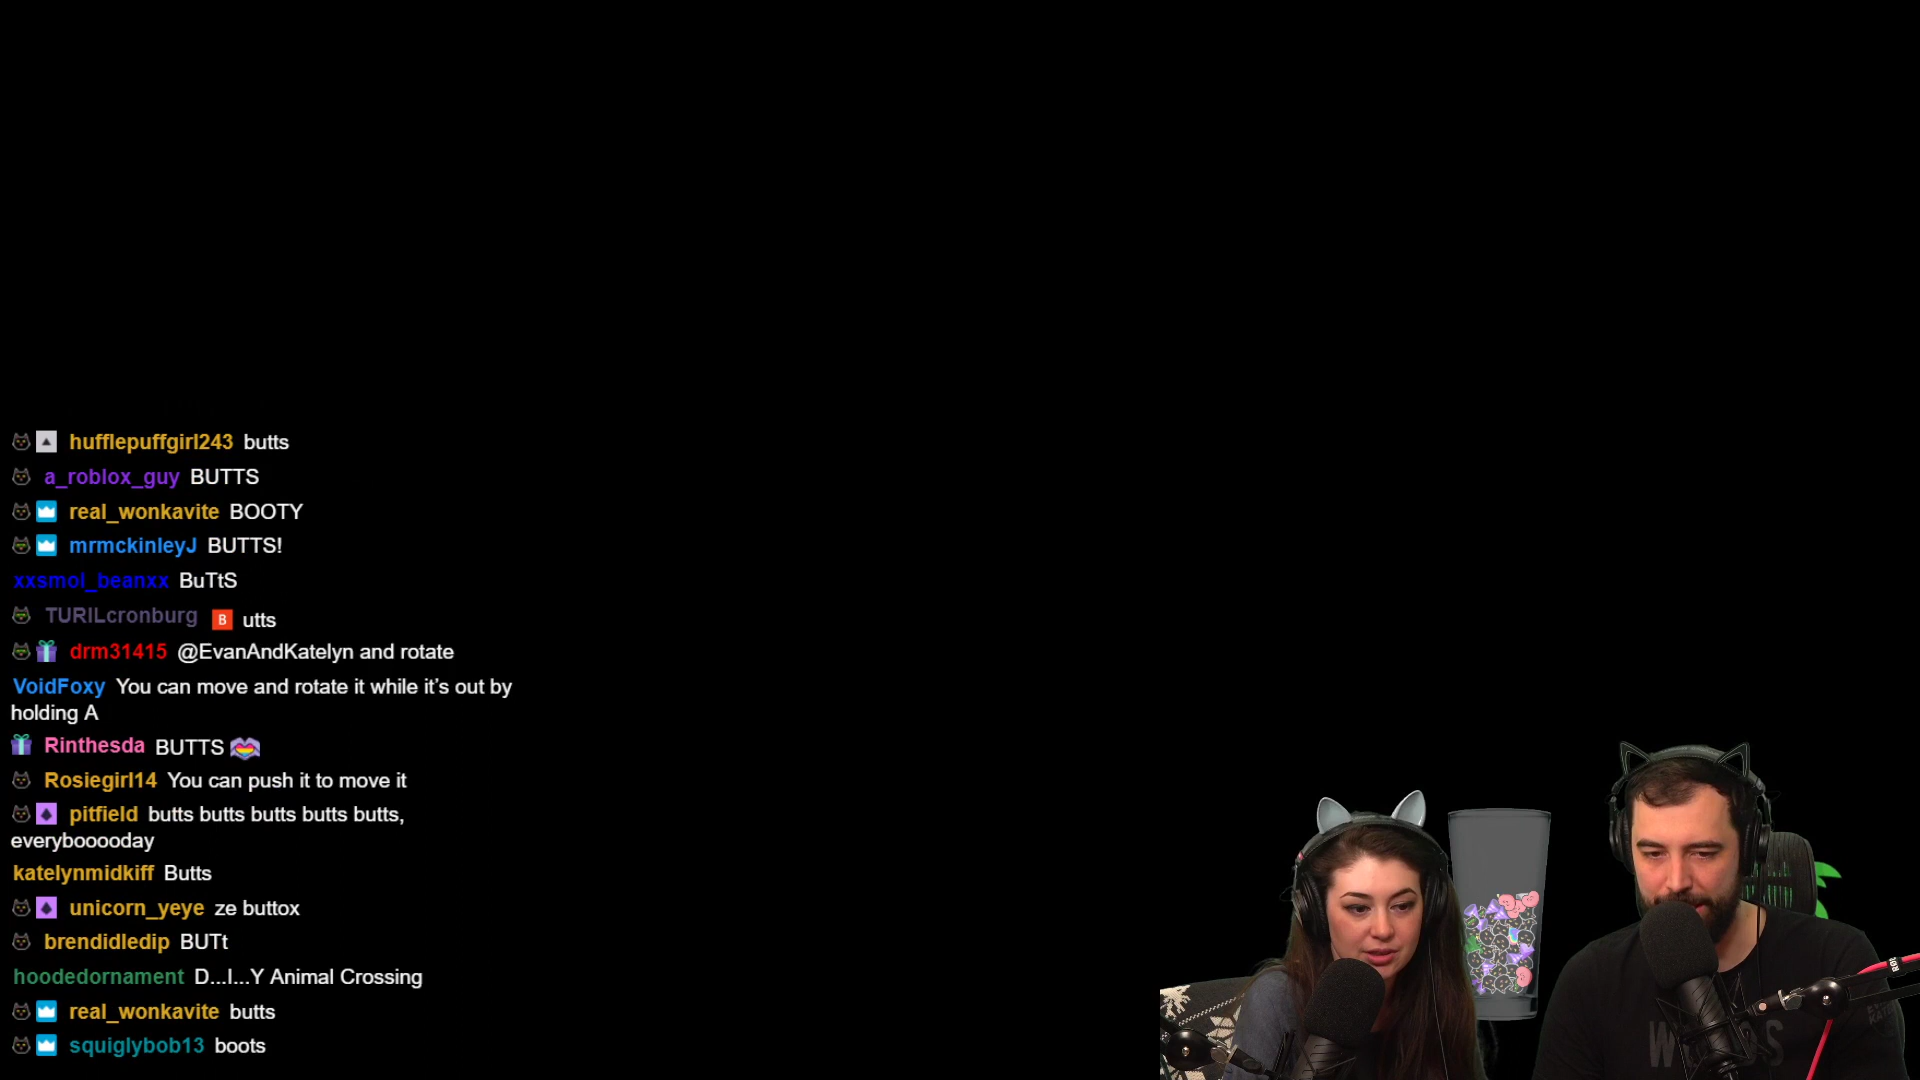 hufflepuffgirl243 butts
a_roblox_guy BUTTS
real_wonkavite BOOTY
mrmckinleyJ BUTTS!
xxsmol_beanxx BuTtS
TURILcronburg B utts
drm31415 @EvanAndKatelyn and rotate
VoidFoxy You can move and rotate it while it’s out by
holding A
Rinthesda BUTTS
Rosiegirl14 You can push it to move it
pitfield butts butts butts butts butts,
everybooooday
katelynmidkiff Butts
unicorn_yeye ze buttox
brendidledip BUTt
hoodedornament D...I...Y Animal Crossing
real_wonkavite butts
squiglybob13 boots